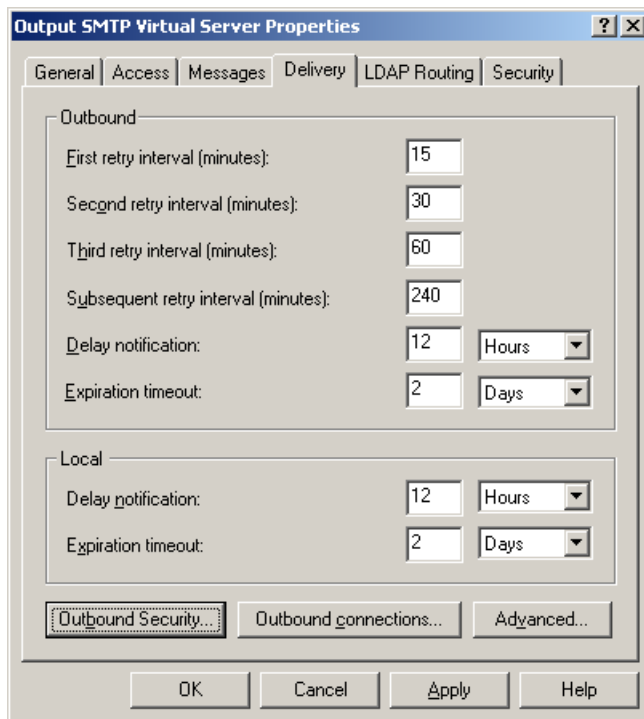 Output SMTP Virtual Server Properties
General Access Messages Delivery LDAP Routing Security
Outbound
First retry interval (minutes): 15
Second retry interval (minutes): 30
Third retry interval (minutes): 60
Subsequent retry interval (minutes): 240
Delay notification: 12 Hours
Expiration timeout: 2 Days
Local
Delay notification: 12 Hours
Expiration timeout: 2 Days
Outbound Security... Outbound connections... Advanced...
OK Cancel Apply Help